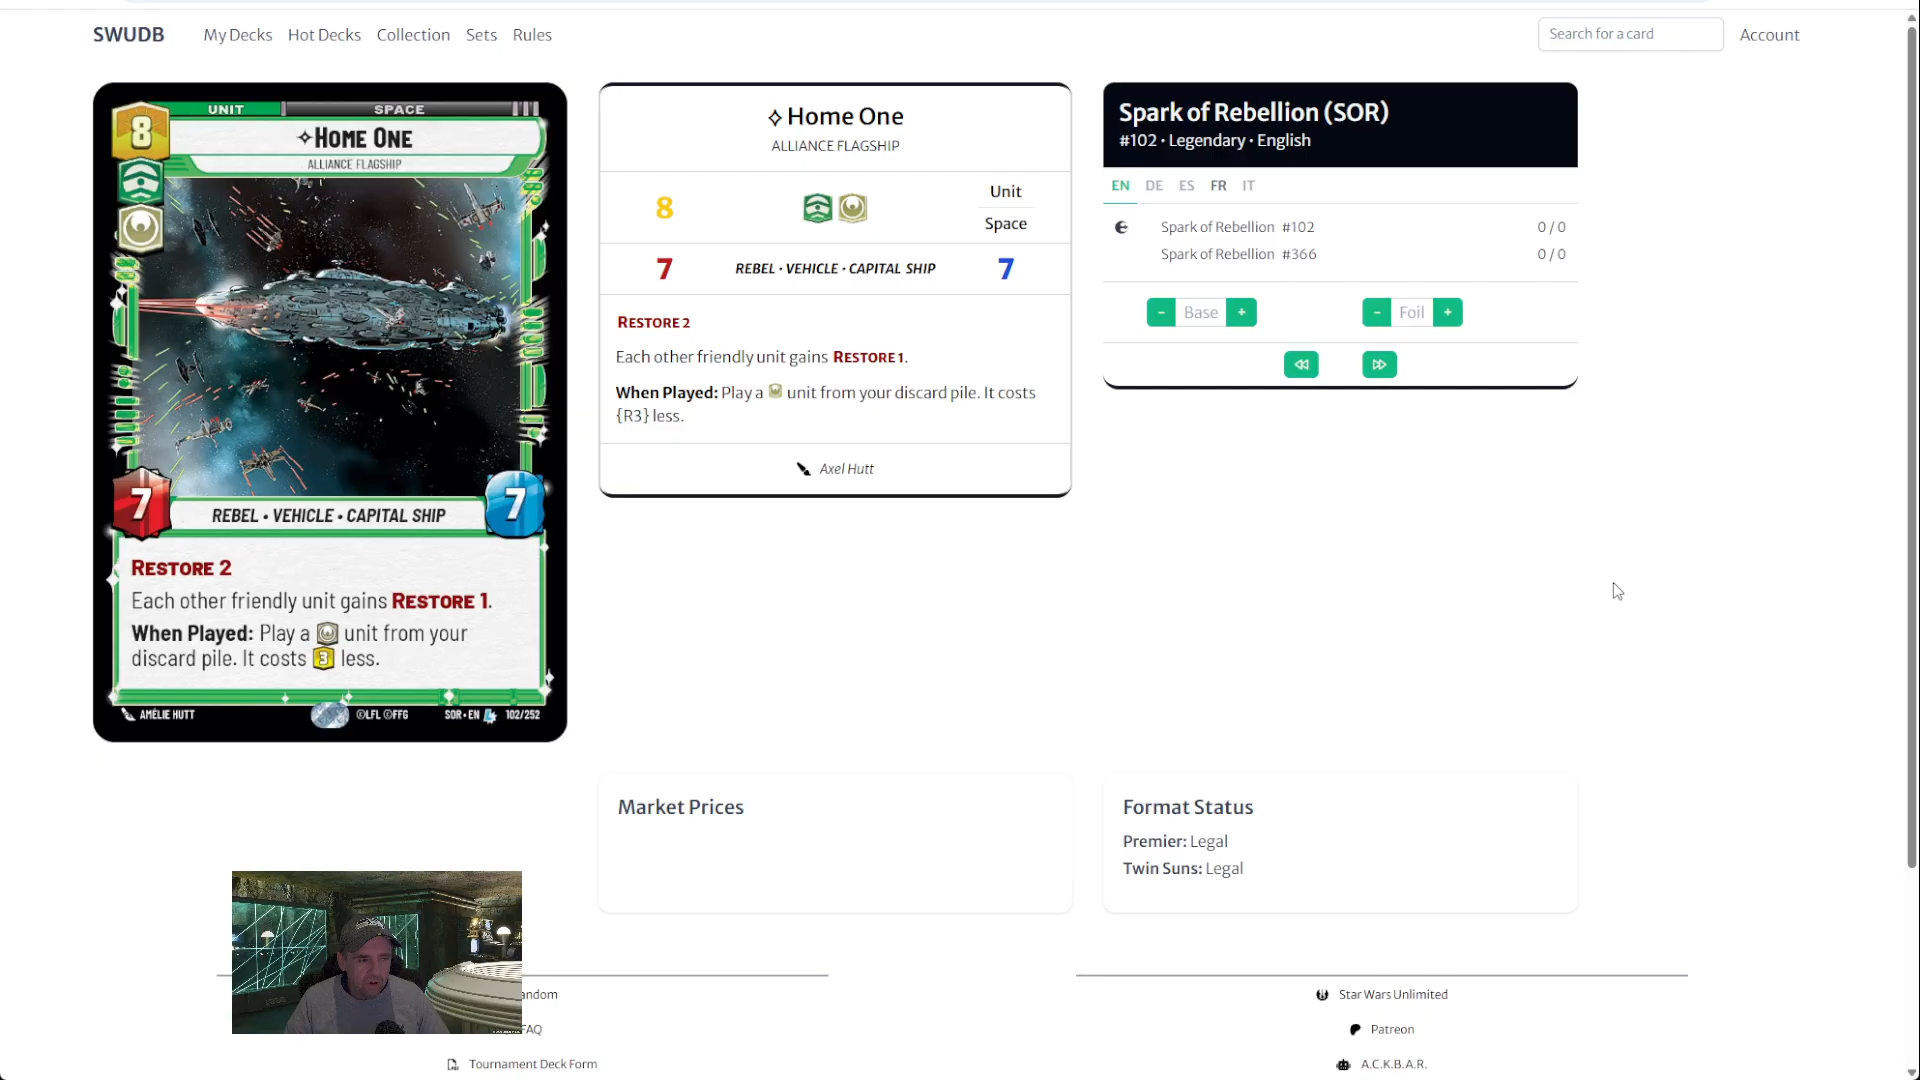 SWUDB
My Decks
Hot Decks
Collection
Sets
Rules
Search for a card
Account
8
UNIT
SPACE
HOME ONE
ALLIANCE FLAGSHIP
7
REBEL • VEHICLE • CAPITAL SHIP
7
RESTORE 2
Each other friendly unit gains RESTORE 1.
When Played: Play a unit from your
discard pile. It costs 3 less.
AMÉLIE HUTT
©LFL ©FFG
SOR • EN
102/252
Home One
ALLIANCE FLAGSHIP
8
Unit
Space
7
REBEL • VEHICLE • CAPITAL SHIP
7
RESTORE 2
Each other friendly unit gains RESTORE 1.
When Played: Play a unit from your discard pile. It costs
{R3} less.
Axel Hutt
Spark of Rebellion (SOR)
#102 • Legendary • English
EN
DE
ES
FR
IT
Spark of Rebellion #102
0 / 0
Spark of Rebellion #366
0 / 0
- Base +
- Foil +
Market Prices
Format Status
Premier: Legal
Twin Suns: Legal
andom
FAQ
Tournament Deck Form
Star Wars Unlimited
Patreon
A.C.K.B.A.R.